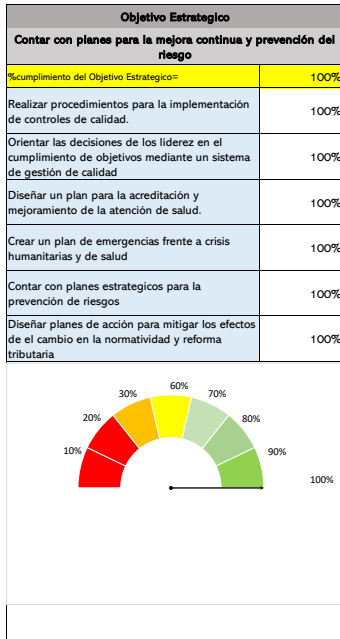 Objetivo Estrategico
Contar con planes para la mejora continua y prevención del
riesgo
%cumplimiento del Objetivo Estrategico= 100%
Realizar procedimientos para la implementación
de controles de calidad. 100%
Orientar las decisiones de los líderez en el
cumplimiento de objetivos mediante un sistema 100%
de gestión de calidad
Diseñar un plan para la acreditación y
mejoramiento de la atención de salud. 100%
Crear un plan de emergencias frente a crisis
humanitarias y de salud 100%
Contar con planes estrategicos para la
prevención de riesgos 100%
Diseñar planes de acción para mitigar los efectos
de el cambio en la normatividad y reforma 100%
tributaria
10%
20%
30%
60%
70%
80%
90%
100%